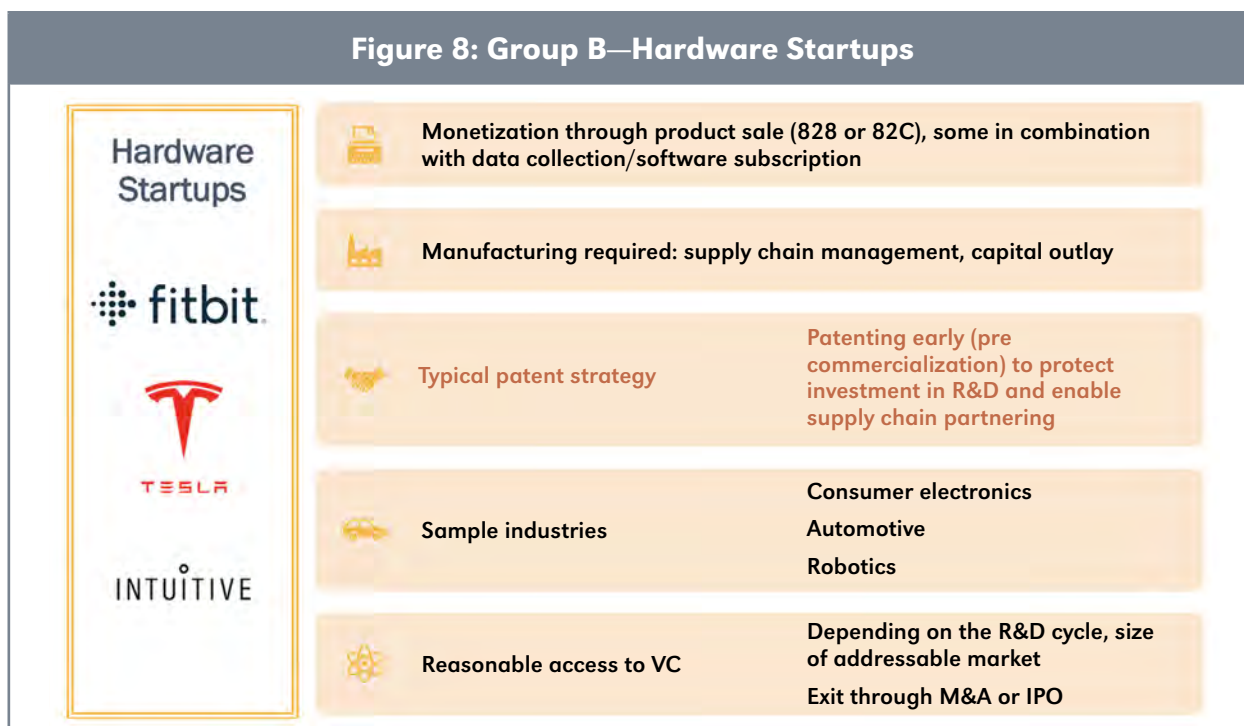 Figure 8: Group B—Hardware Startups
Hardware
Startups
fitbit
TESLA
INTUITIVE
Monetization through product sale (828 or 82C), some in combination
with data collection/software subscription
Manufacturing required: supply chain management, capital outlay
Typical patent strategy
Patenting early (pre
commercialization) to protect
investment in R&D and enable
supply chain partnering
Sample industries
Consumer electronics
Automotive
Robotics
Reasonable access to VC
Depending on the R&D cycle, size
of addressable market
Exit through M&A or IPO